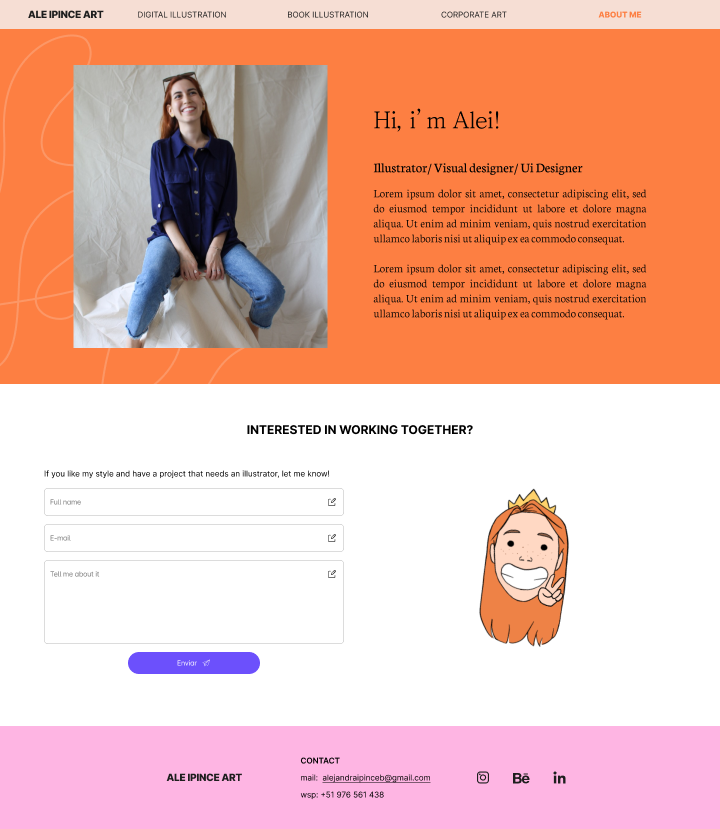 ALE IPINCE ART
DIGITAL ILLUSTRATION
BOOK ILLUSTRATION
CORPORATE ART
ABOUT ME
Hi, i’m Alei!
Illustrator/ Visual designer/ Ui Designer
Lorem ipsum dolor sit amet, consectetur adipiscing elit, sed
do eiusmod tempor incididunt ut labore et dolore magna
aliqua. Ut enim ad minim veniam, quis nostrud exercitation
ullamco laboris nisi ut aliquip ex ea commodo consequat.
Lorem ipsum dolor sit amet, consectetur adipiscing elit, sed
do eiusmod tempor incididunt ut labore et dolore magna
aliqua. Ut enim ad minim veniam, quis nostrud exercitation
ullamco laboris nisi ut aliquip ex ea commodo consequat.
INTERESTED IN WORKING TOGETHER?
If you like my style and have a project that needs an illustrator, let me know!
Full name
E-mail
Tell me about it
Enviar
ALE IPINCE ART
CONTACT
mail: alejandraipinceb@gmail.com
wsp: +51 976 561 438
Bē
in